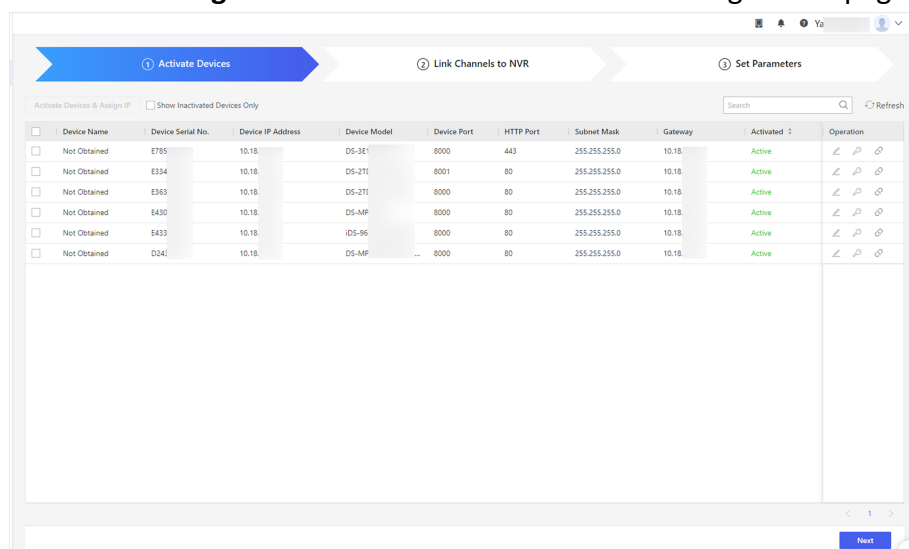 Ya
1 Activate Devices
2 Link Channels to NVR
3 Set Parameters
Activate Devices & Assign IP Show Inactivated Devices Only Search Refresh
Device Name Device Serial No. Device IP Address Device Model Device Port HTTP Port Subnet Mask Gateway Activated Operation
Not Obtained E785 10.18. DS-3E1 8000 443 255.255.255.0 10.18. Active
Not Obtained E334 10.18. DS-2TD 8001 80 255.255.255.0 10.18. Active
Not Obtained E363 10.18. DS-2TD 8000 80 255.255.255.0 10.18. Active
Not Obtained E430 10.18. DS-MP 8000 80 255.255.255.0 10.18. Active
Not Obtained E433 10.18. iDS-96 8000 80 255.255.255.0 10.18. Active
Not Obtained D243 10.18. DS-MP ... 8000 80 255.255.255.0 10.18. Active
< 1 >
Next